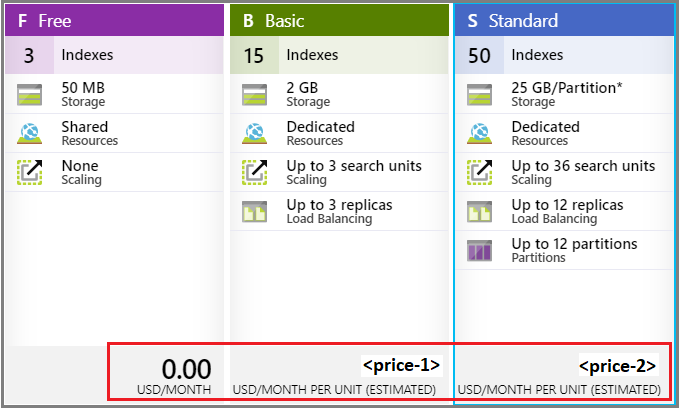 F Free
3 Indexes
50 MB
Storage
Shared
Resources
None
Scaling
0.00
USD/MONTH
B Basic
15 Indexes
2 GB
Storage
Dedicated
Resources
Up to 3 search units
Scaling
Up to 3 replicas
Load Balancing
<price-1>
USD/MONTH PER UNIT (ESTIMATED)
S Standard
50 Indexes
25 GB/Partition*
Storage
Dedicated
Resources
Up to 36 search units
Scaling
Up to 12 replicas
Load Balancing
Up to 12 partitions
Partitions
<price-2>
USD/MONTH PER UNIT (ESTIMATED)